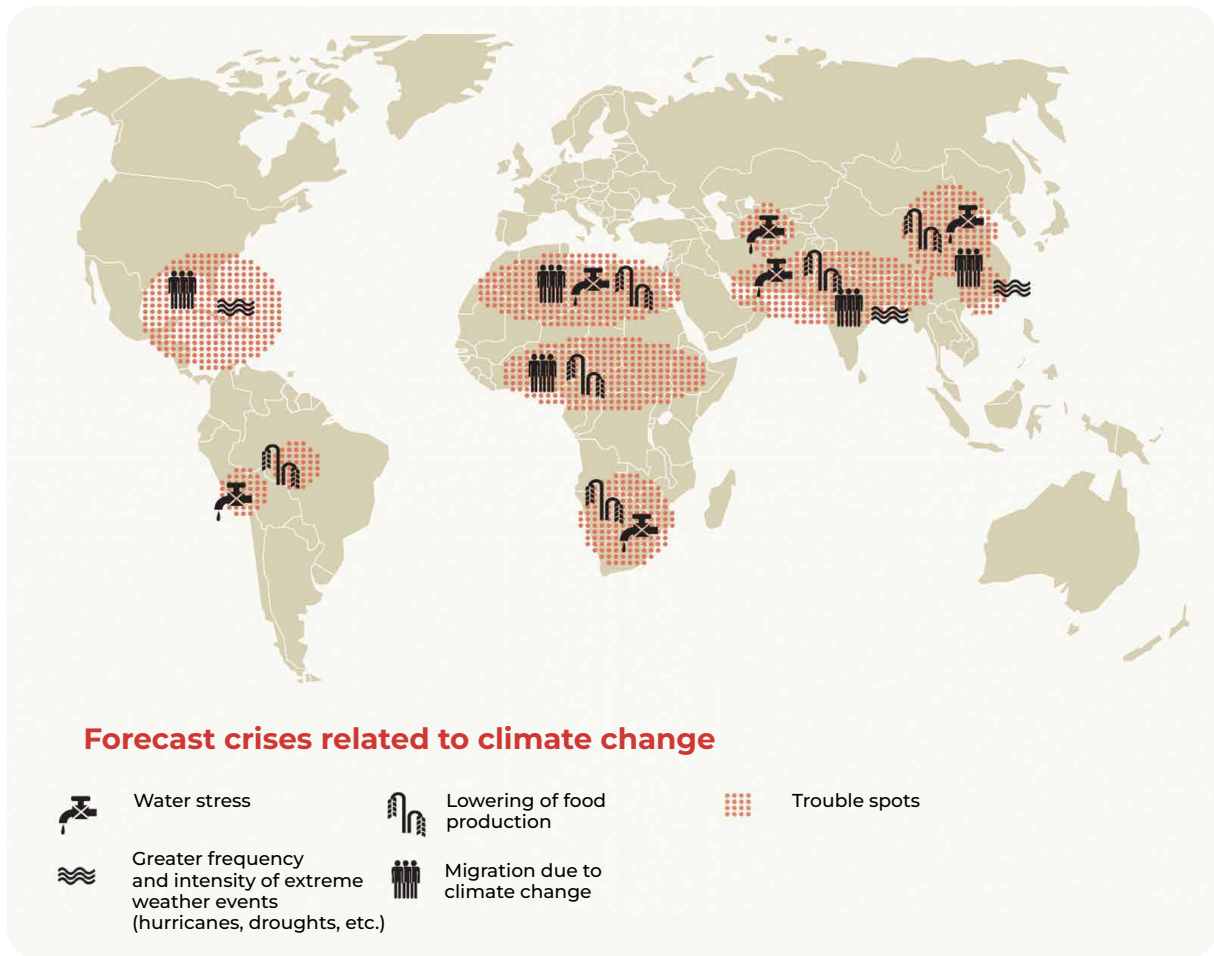 Forecast crises related to climate change
Water stress
Lowering of food
production
Trouble spots
Greater frequency
and intensity of extreme
weather events
(hurricanes, droughts, etc.)
Migration due to
climate change